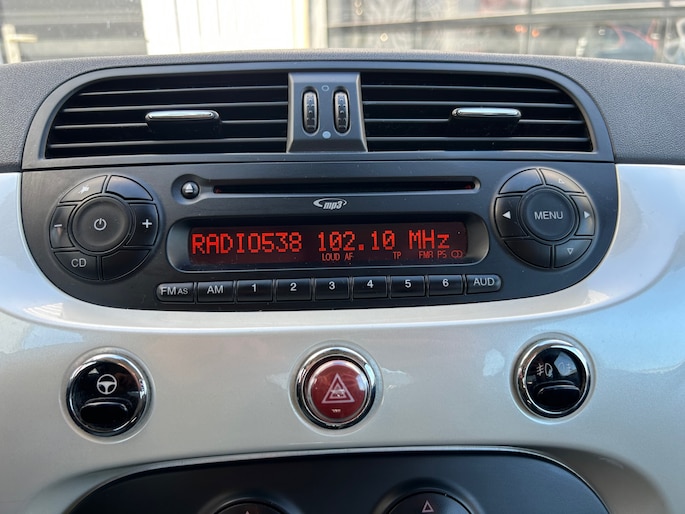 mp3
RADIO538 102.10 MHz
LOUD AF TP FMA PS CD
MENU
CD
FM AS AM 1 2 3 4 5 6 AUD